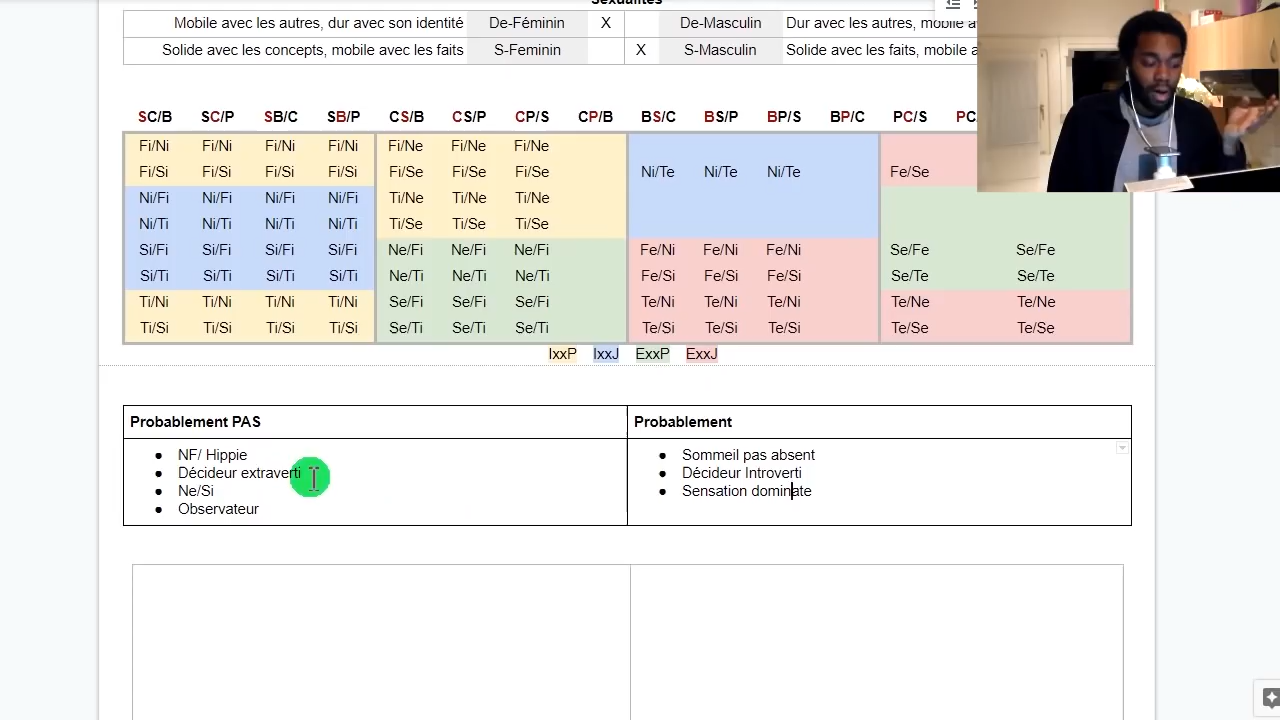 Sexualités
Mobile avec les autres, dur avec son identité De-Féminin X De-Masculin Dur avec les autres, mobile a
Solide avec les concepts, mobile avec les faits S-Feminin X S-Masculin Solide avec les faits, mobile a
SC/B SC/P SB/C SB/P CS/B CS/P CP/S CP/B BS/C BS/P BP/S BP/C PC/S PC
Fi/Ni Fi/Ni Fi/Ni Fi/Ni Fi/Ne Fi/Ne Fi/Ne
Fi/Si Fi/Si Fi/Si Fi/Si Fi/Se Fi/Se Fi/Se Ni/Te Ni/Te Ni/Te Fe/Se
Ni/Fi Ni/Fi Ni/Fi Ni/Fi Ti/Ne Ti/Ne Ti/Ne
Ni/Ti Ni/Ti Ni/Ti Ni/Ti Ti/Se Ti/Se Ti/Se
Si/Fi Si/Fi Si/Fi Si/Fi Ne/Fi Ne/Fi Ne/Fi Fe/Ni Fe/Ni Fe/Ni Se/Fe Se/Fe
Si/Ti Si/Ti Si/Ti Si/Ti Ne/Ti Ne/Ti Ne/Ti Fe/Si Fe/Si Fe/Si Se/Te Se/Te
Ti/Ni Ti/Ni Ti/Ni Ti/Ni Se/Fi Se/Fi Se/Fi Te/Ni Te/Ni Te/Ni Te/Ne Te/Ne
Ti/Si Ti/Si Ti/Si Ti/Si Se/Ti Se/Ti Se/Ti Te/Si Te/Si Te/Si Te/Se Te/Se
IxxP IxxJ ExxP ExxJ
Probablement PAS Probablement
NF/ Hippie Sommeil pas absent
Décideur extraverti Décideur Introverti
Ne/Si Sensation dominate
Observateur